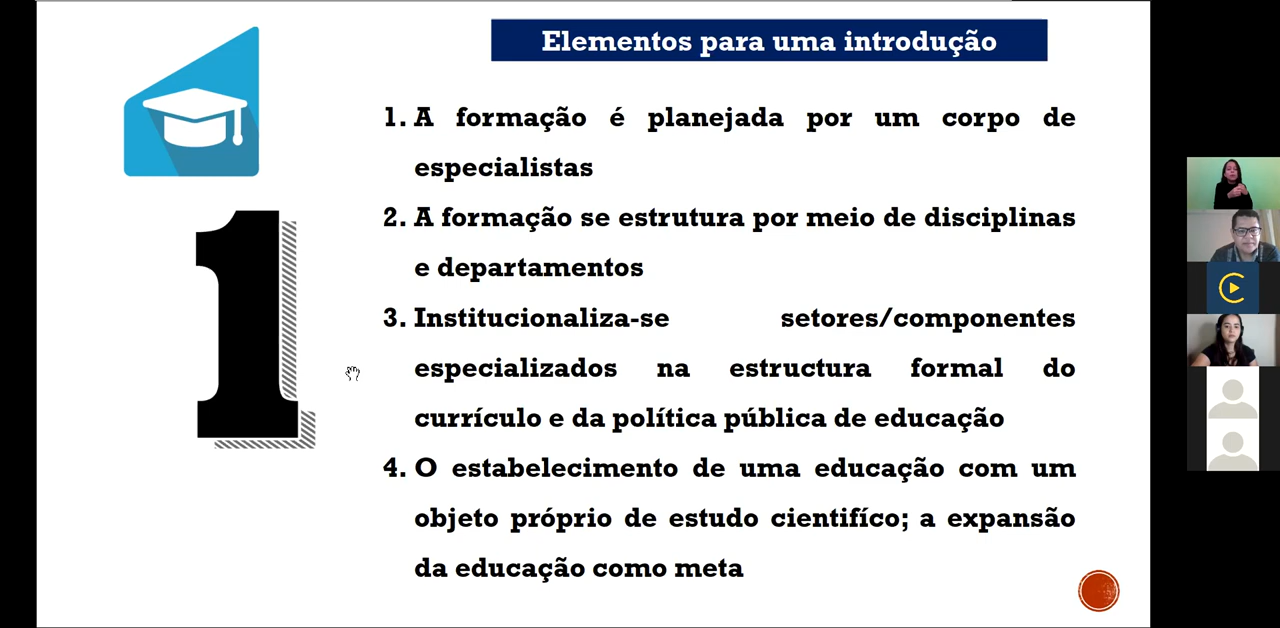 Elementos para uma introdução
1
1. A formação é planejada por um corpo de
especialistas
2. A formação se estrutura por meio de disciplinas
e departamentos
3. Institucionaliza-se setores/componentes
especializados na estructura formal do
currículo e da política pública de educação
4. O estabelecimento de uma educação com um
objeto próprio de estudo cientifíco; a expansão
da educação como meta